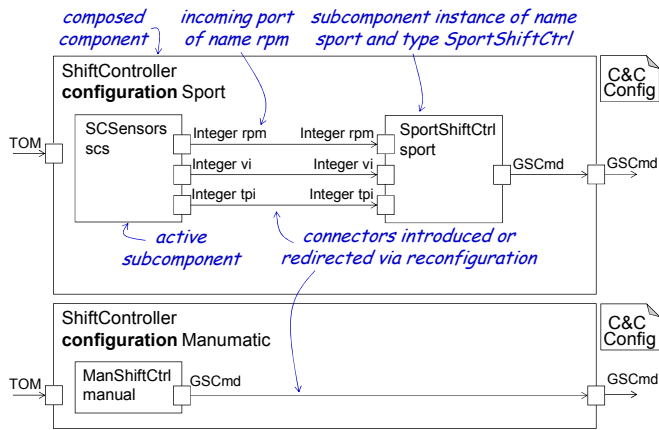 composed
component
incoming port
of name rpm
subcomponent instance of name
sport and type SportShiftCtrl
ShiftController
configuration Sport
C&C
Config
TOM
SCSensors
scs
Integer rpm
Integer rpm
Integer vi
Integer vi
Integer tpi
Integer tpi
SportShiftCtrl
sport
GSCmd
GSCmd
active
subcomponent
connectors introduced or
redirected via reconfiguration
ShiftController
configuration Manumatic
C&C
Config
TOM
ManShiftCtrl
manual
GSCmd
GSCmd